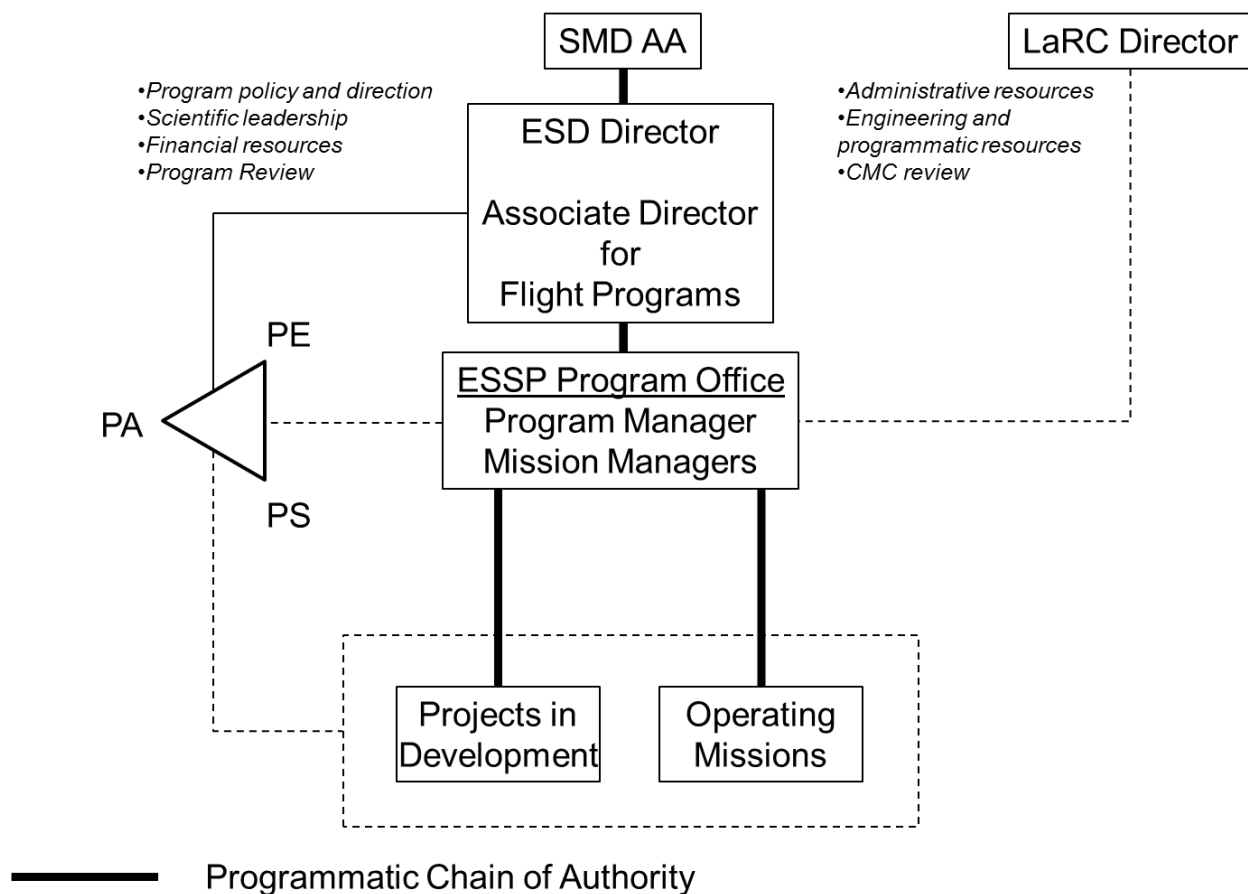 SMD AA
LaRC Director
•Program policy and direction
•Scientific leadership
•Financial resources
•Program Review
ESD Director
Associate Director
for
Flight Programs
•Administrative resources
•Engineering and
programmatic resources
•CMC review
PE
PA
PS
ESSP Program Office
Program Manager
Mission Managers
Projects in
Development
Operating
Missions
Programmatic Chain of Authority